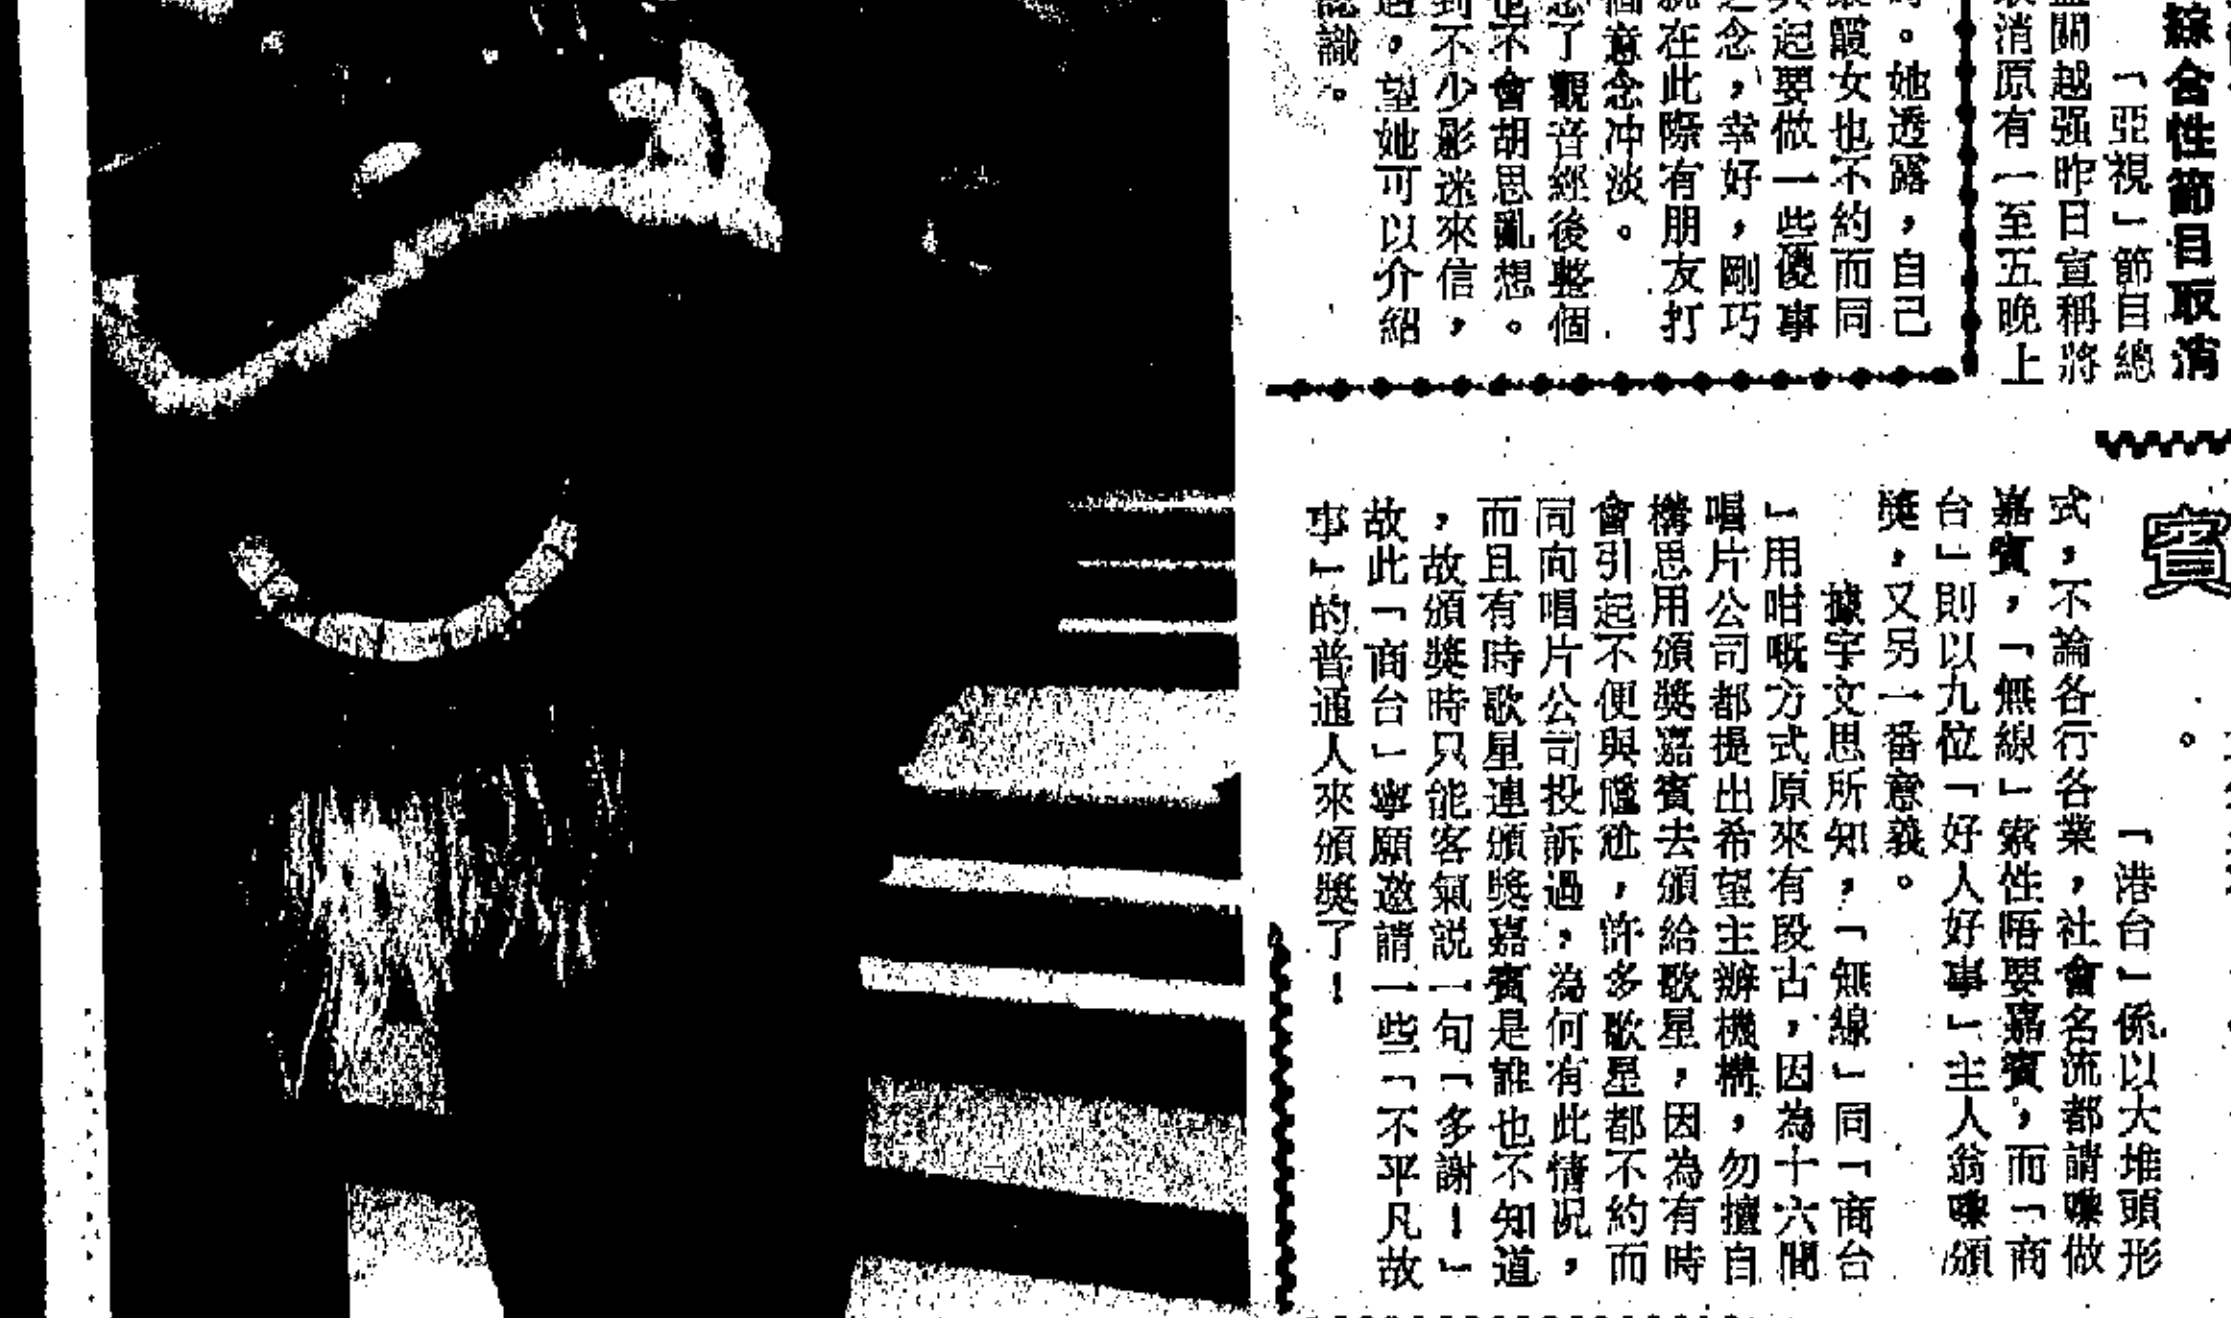 綜合性節目取消
「亞視」節目總
監關越强昨日宣稱將
取消原有一至五晚上
。她透露，自己
女也不約而同
起要做一些傻事
念，幸好，剛巧
在此際有朋友打
個意念冲淡。
了觀音經後整個
也不會胡思亂想。
到不少影迷來信，
過，望她可以介紹
認識。
賓
。
「港台」係以大堆頭形
式，不論各行各業，社會名流都請嚟做
嘉賓，「無線」索性唔要嘉賓，而「商
台」則以九位「好人好事」主人翁嚟頒
獎，又另一番意義。
據宇文思所知，「無線」同「商台
」用咁嘅方式原來有段古，因為十六間
唱片公司都提出希望主辦機構，勿擅自
構思用頒獎嘉賓去頒給歌星，因為有時
會引起不便與尷尬，許多歌星都不約而
同向唱片公司投訴過，為何有此情況，
而且有時歌星連頒獎嘉賓是誰也不知道
，故頒獎時只能客氣説一句「多謝！」
故此「商台」寧願邀請一些「不平凡故
事」的普通人來頒獎了！